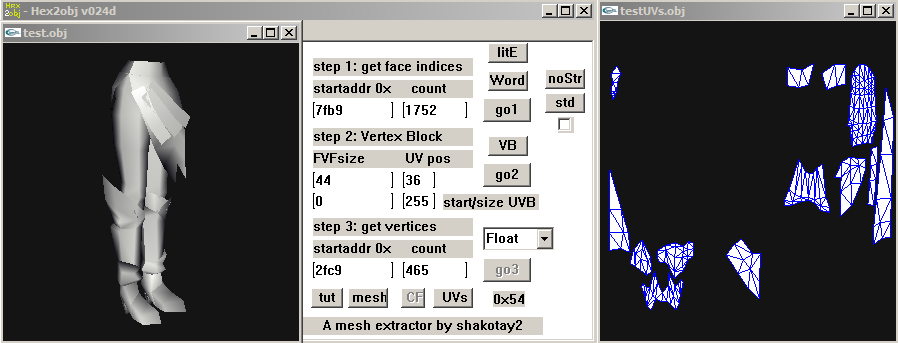 Hex 2obj - Hex2obj v024d
testUVs.obj
test.obj
litE
step 1: get face indices
Word
noStr
startaddr 0x count
std
7fb9 1752
go1
step 2: Vertex Block
VB
FVFsize UV pos
go2
44 36
0 255 start/size UVB
step 3: get vertices
Float
startaddr 0x count
2fc9 465
go3
tut mesh CF UVs 0x54
A mesh extractor by shakotay2